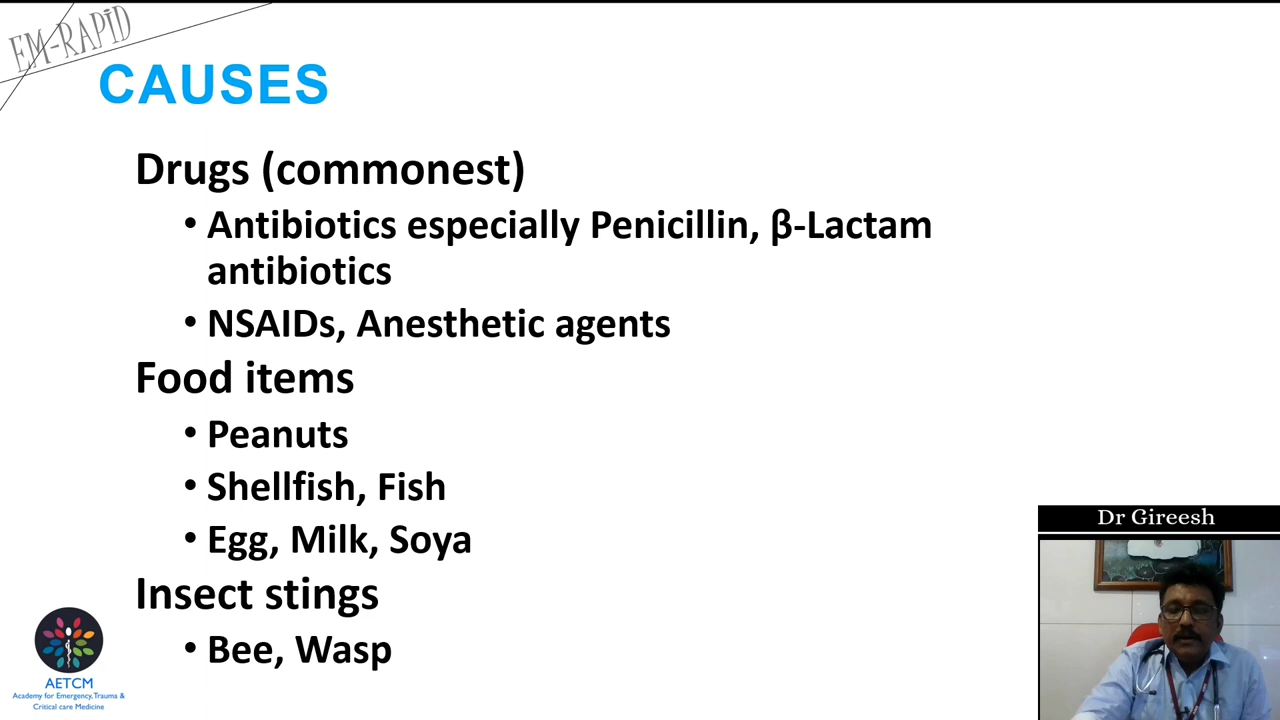 EM-RAPID
CAUSES
Drugs (commonest)
• Antibiotics especially Penicillin, β-Lactam
antibiotics
• NSAIDs, Anesthetic agents
Food items
• Peanuts
• Shellfish, Fish
• Egg, Milk, Soya
Insect stings
• Bee, Wasp
Dr Gireesh
AETCM
Academy for Emergency, Trauma &
Critical care Medicine